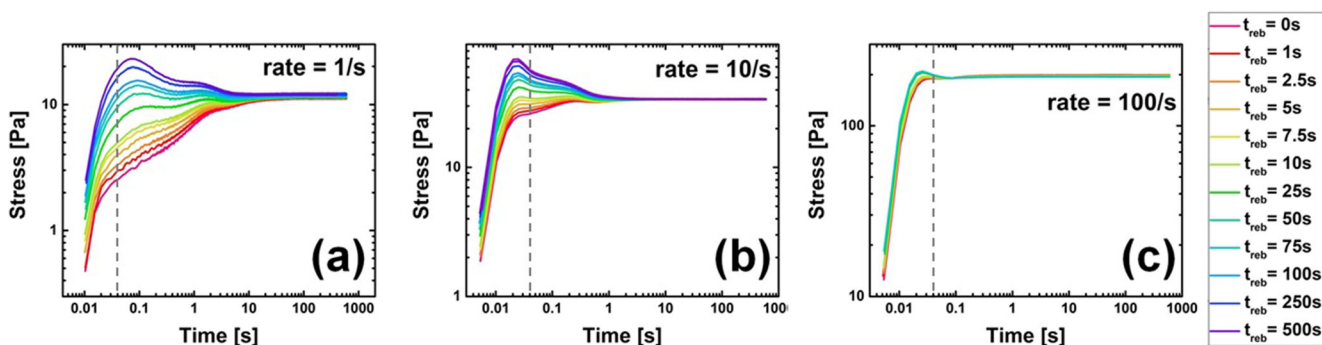 Stress [Pa]
10
1
rate = 1/s
(a)
0.01 0.1 1 10 100 1000
Time [s]
Stress [Pa]
10
1
rate = 10/s
(b)
0.01 0.1 1 10 100 1000
Time [s]
Stress [Pa]
100
10
rate = 100/s
(c)
0.01 0.1 1 10 100 1000
Time [s]
t_reb = 0s
t_reb = 1s
t_reb = 2.5s
t_reb = 5s
t_reb = 7.5s
t_reb = 10s
t_reb = 25s
t_reb = 50s
t_reb = 75s
t_reb = 100s
t_reb = 250s
t_reb = 500s